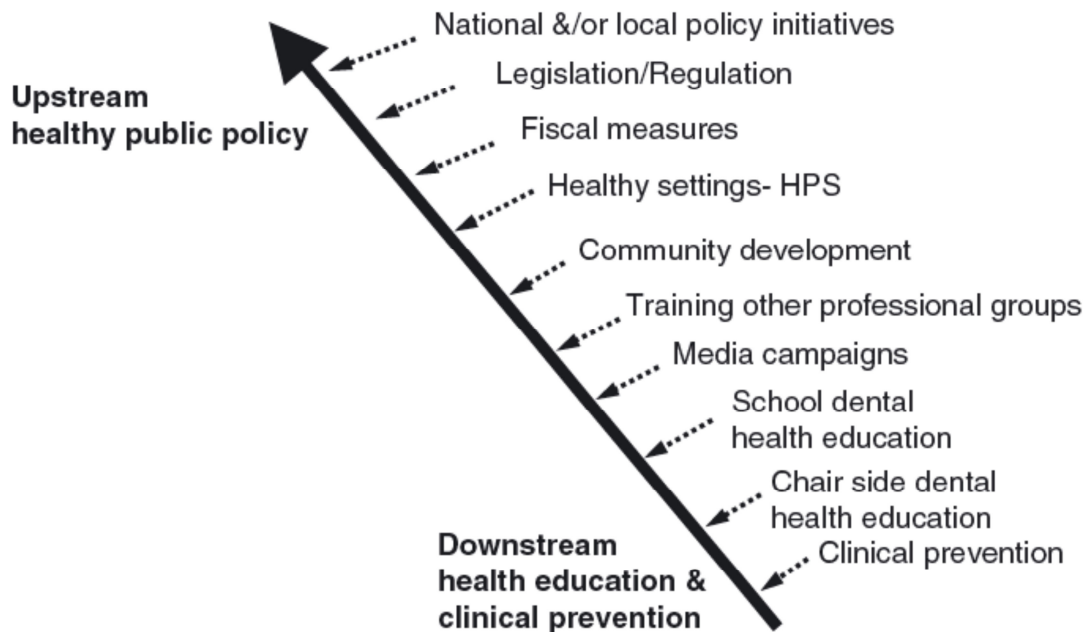 National &/or local policy initiatives
Legislation/Regulation
Upstream
healthy public policy
Fiscal measures
Healthy settings- HPS
Community development
Training other professional groups
Media campaigns
School dental
health education
Chair side dental
health education
Clinical prevention
Downstream
health education &
clinical prevention